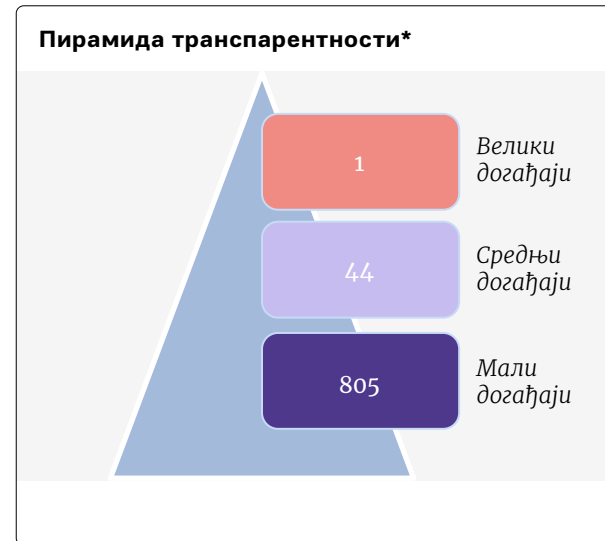 Пирамида транспарентности*
1
Велики
догађаји
44
Средњи
догађаји
805
Мали
догађаји